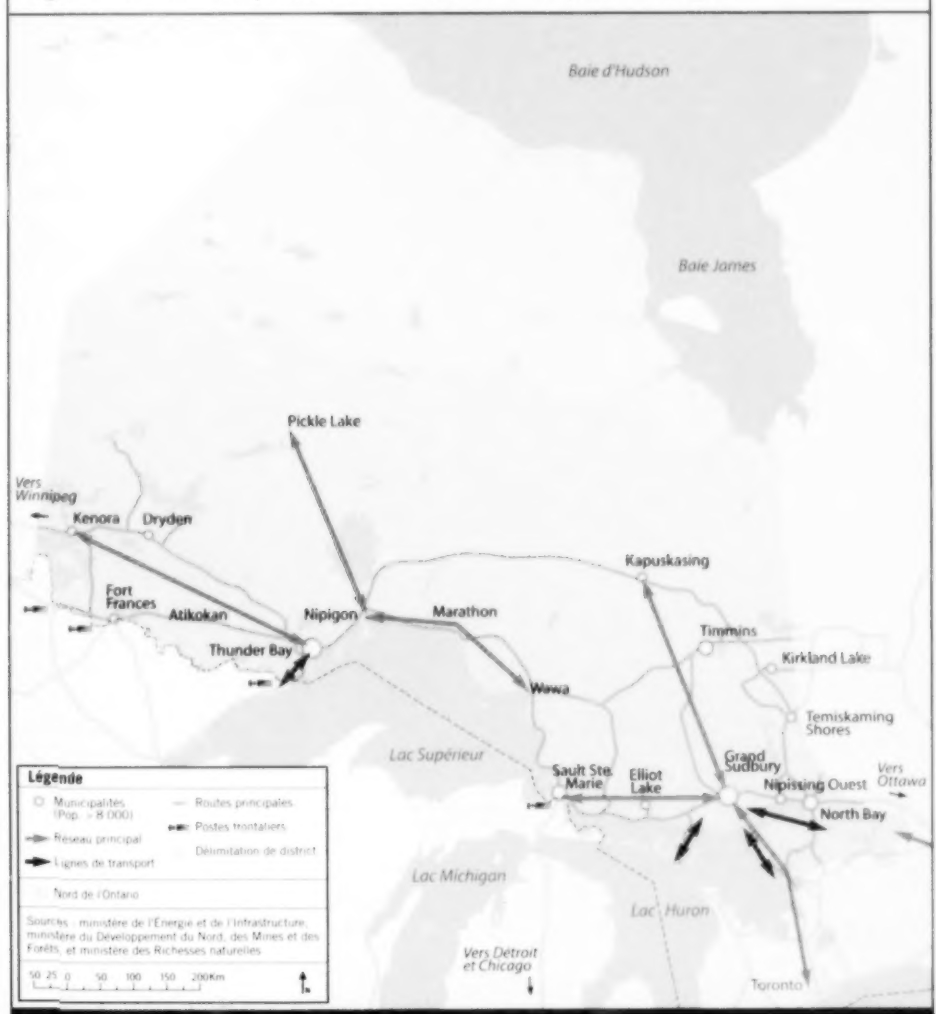 Baie d'Hudson
Baie James
Pickle Lake
Vers
Winnipeg
Kenora
Dryden
Kapuskasing
Fort
Frances
Atikokan
Nipigon
Marathon
Thunder Bay
Timmins
Kirkland Lake
Wawa
Temiskaming
Shores
Lac Supérieur
Grand
Sudbury
Vers
Ottawa
Sault Ste.
Marie
Elliot
Lake
Nipissing Ouest
North Bay
Lac Michigan
Lac Huron
Vers Détroit
et Chicago
Toronto
Légende
Municipalités
(Pop. > 8 000)
Réseau principal
Lignes de transport
Routes principales
Postes frontaliers
Délimitation de district
Nord de l'Ontario
Sources : ministère de l'Énergie et de l'Infrastructure,
ministère du Développement du Nord, des Mines et des
Forêts, et ministère des Richesses naturelles
50 25 0 50 100 150 200 Km